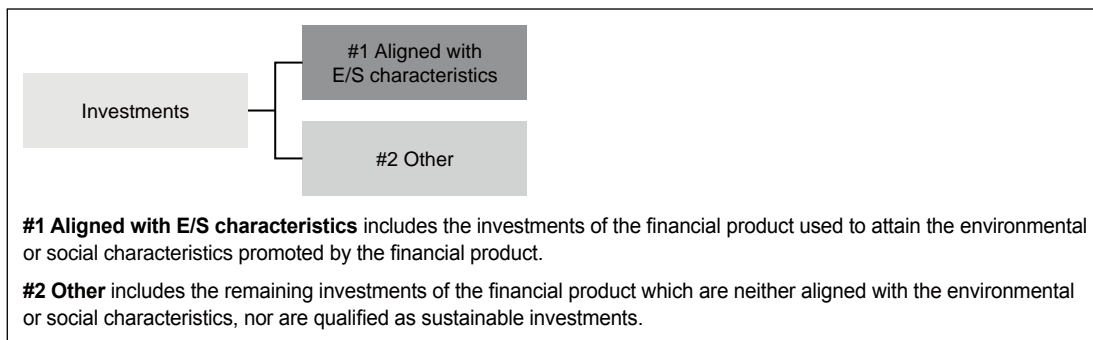 #1 Aligned with
E/S characteristics
Investments
#2 Other
#1 Aligned with E/S characteristics includes the investments of the financial product used to attain the environmental
or social characteristics promoted by the financial product.
#2 Other includes the remaining investments of the financial product which are neither aligned with the environmental
or social characteristics, nor are qualified as sustainable investments.